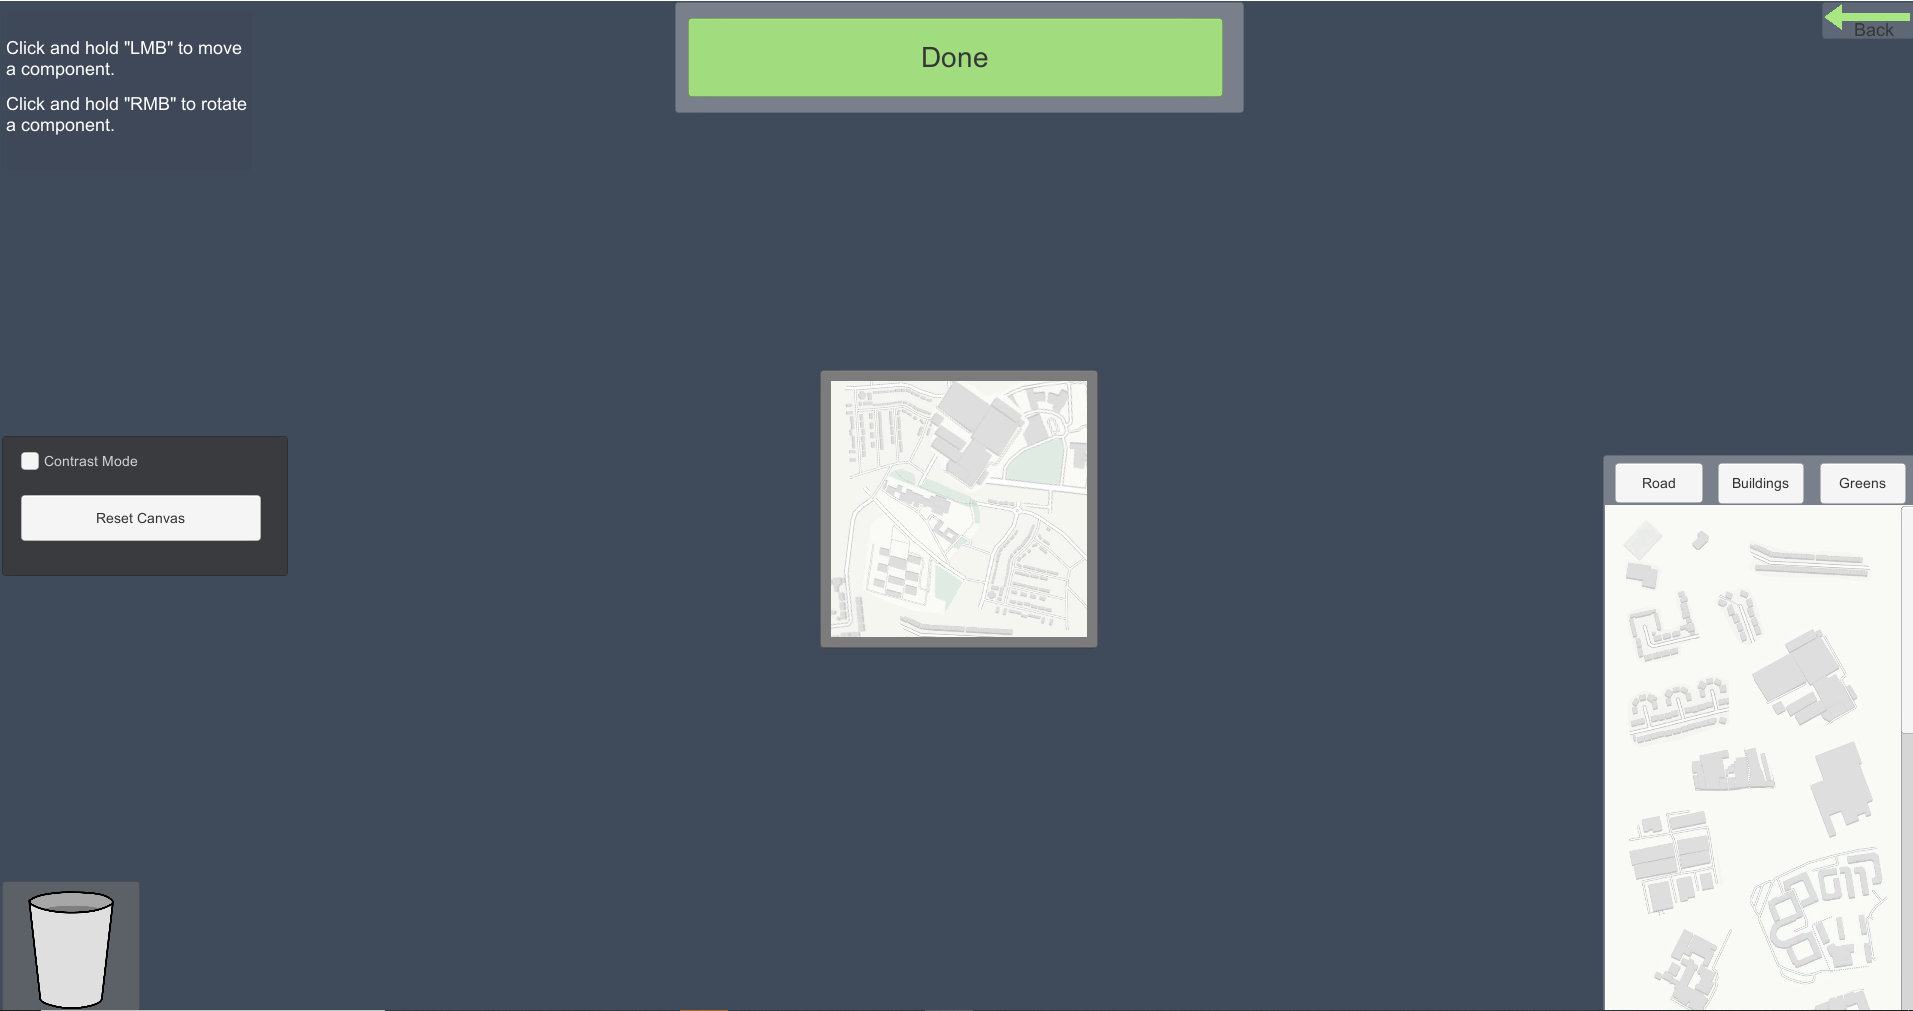 Click and hold "LMB" to move
a component.
Click and hold "RMB" to rotate
a component.
Done
Back
Contrast Mode
Reset Canvas
Road
Buildings
Greens